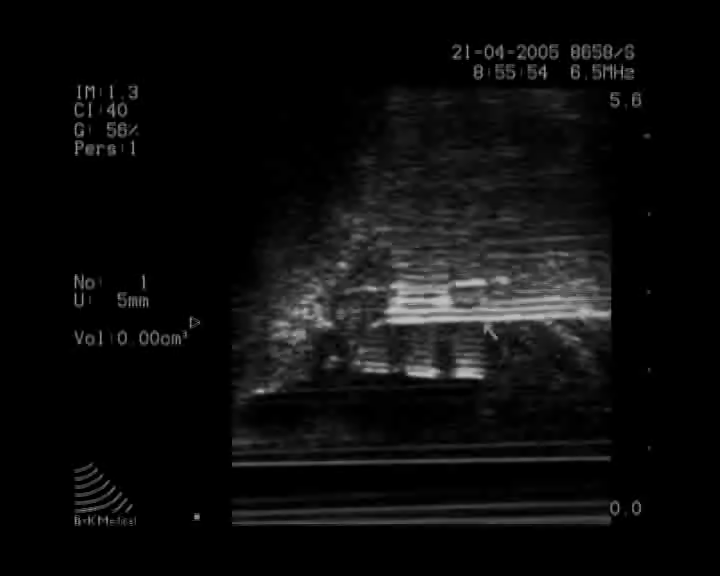 21-04-2005 8658/S
8:55:54 6.5MHz
IM:1.3
CI:40
G: 56%
Pers:1
5.6
No: 1
U: 5mm
Vol:0.00cm³
B+K Medical
0.0